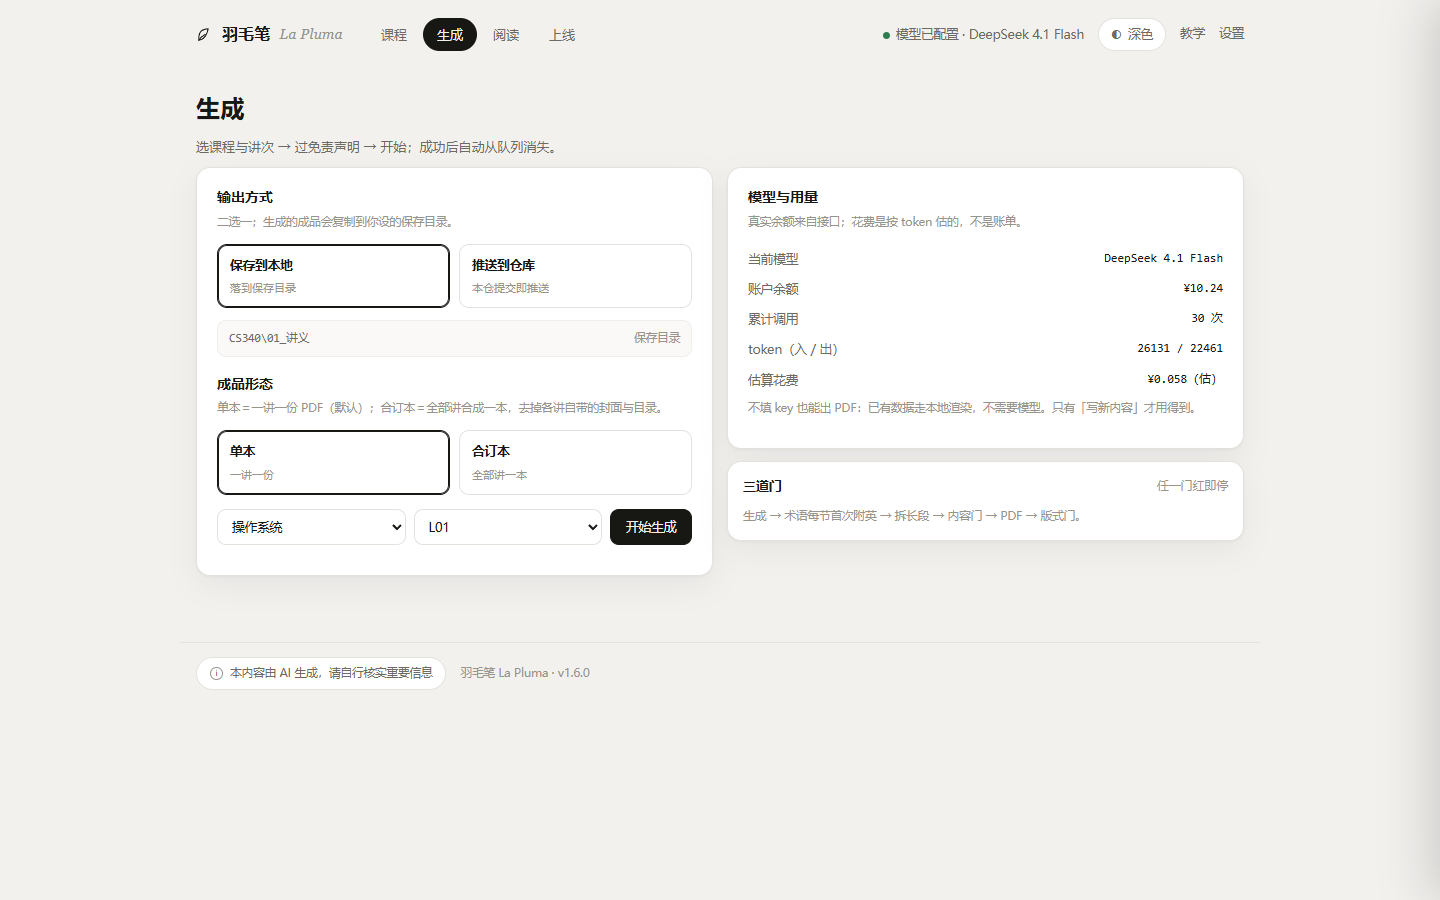 羽毛笔 La Pluma 课程 生成 阅读 上线 模型已配置 · DeepSeek 4.1 Flash 深色 教学 设置
生成
选课程与讲次 → 过免责声明 → 开始；成功后自动从队列消失。
输出方式
二选一；生成的成品会复制到你设的保存目录。
保存到本地
落到保存目录
推送到仓库
本仓提交即推送
CS340\01_讲义 保存目录
成品形态
单本＝一讲一份 PDF（默认）；合订本＝全部讲合成一本，去掉各讲自带的封面与目录。
单本
一讲一份
合订本
全部讲一本
操作系统 L01 开始生成
模型与用量
真实余额来自接口；花费是按 token 估的，不是账单。
当前模型 DeepSeek 4.1 Flash
账户余额 ¥10.24
累计调用 30 次
token（入 / 出） 26131 / 22461
估算花费 ¥0.058（估）
不填 key 也能出 PDF：已有数据走本地渲染，不需要模型。只有「写新内容」才用得到。
三道门 任一门红即停
生成 → 术语每节首次附英 → 拆长段 → 内容门 → PDF → 版式门。
本内容由 AI 生成，请自行核实重要信息 羽毛笔 La Pluma · v1.6.0